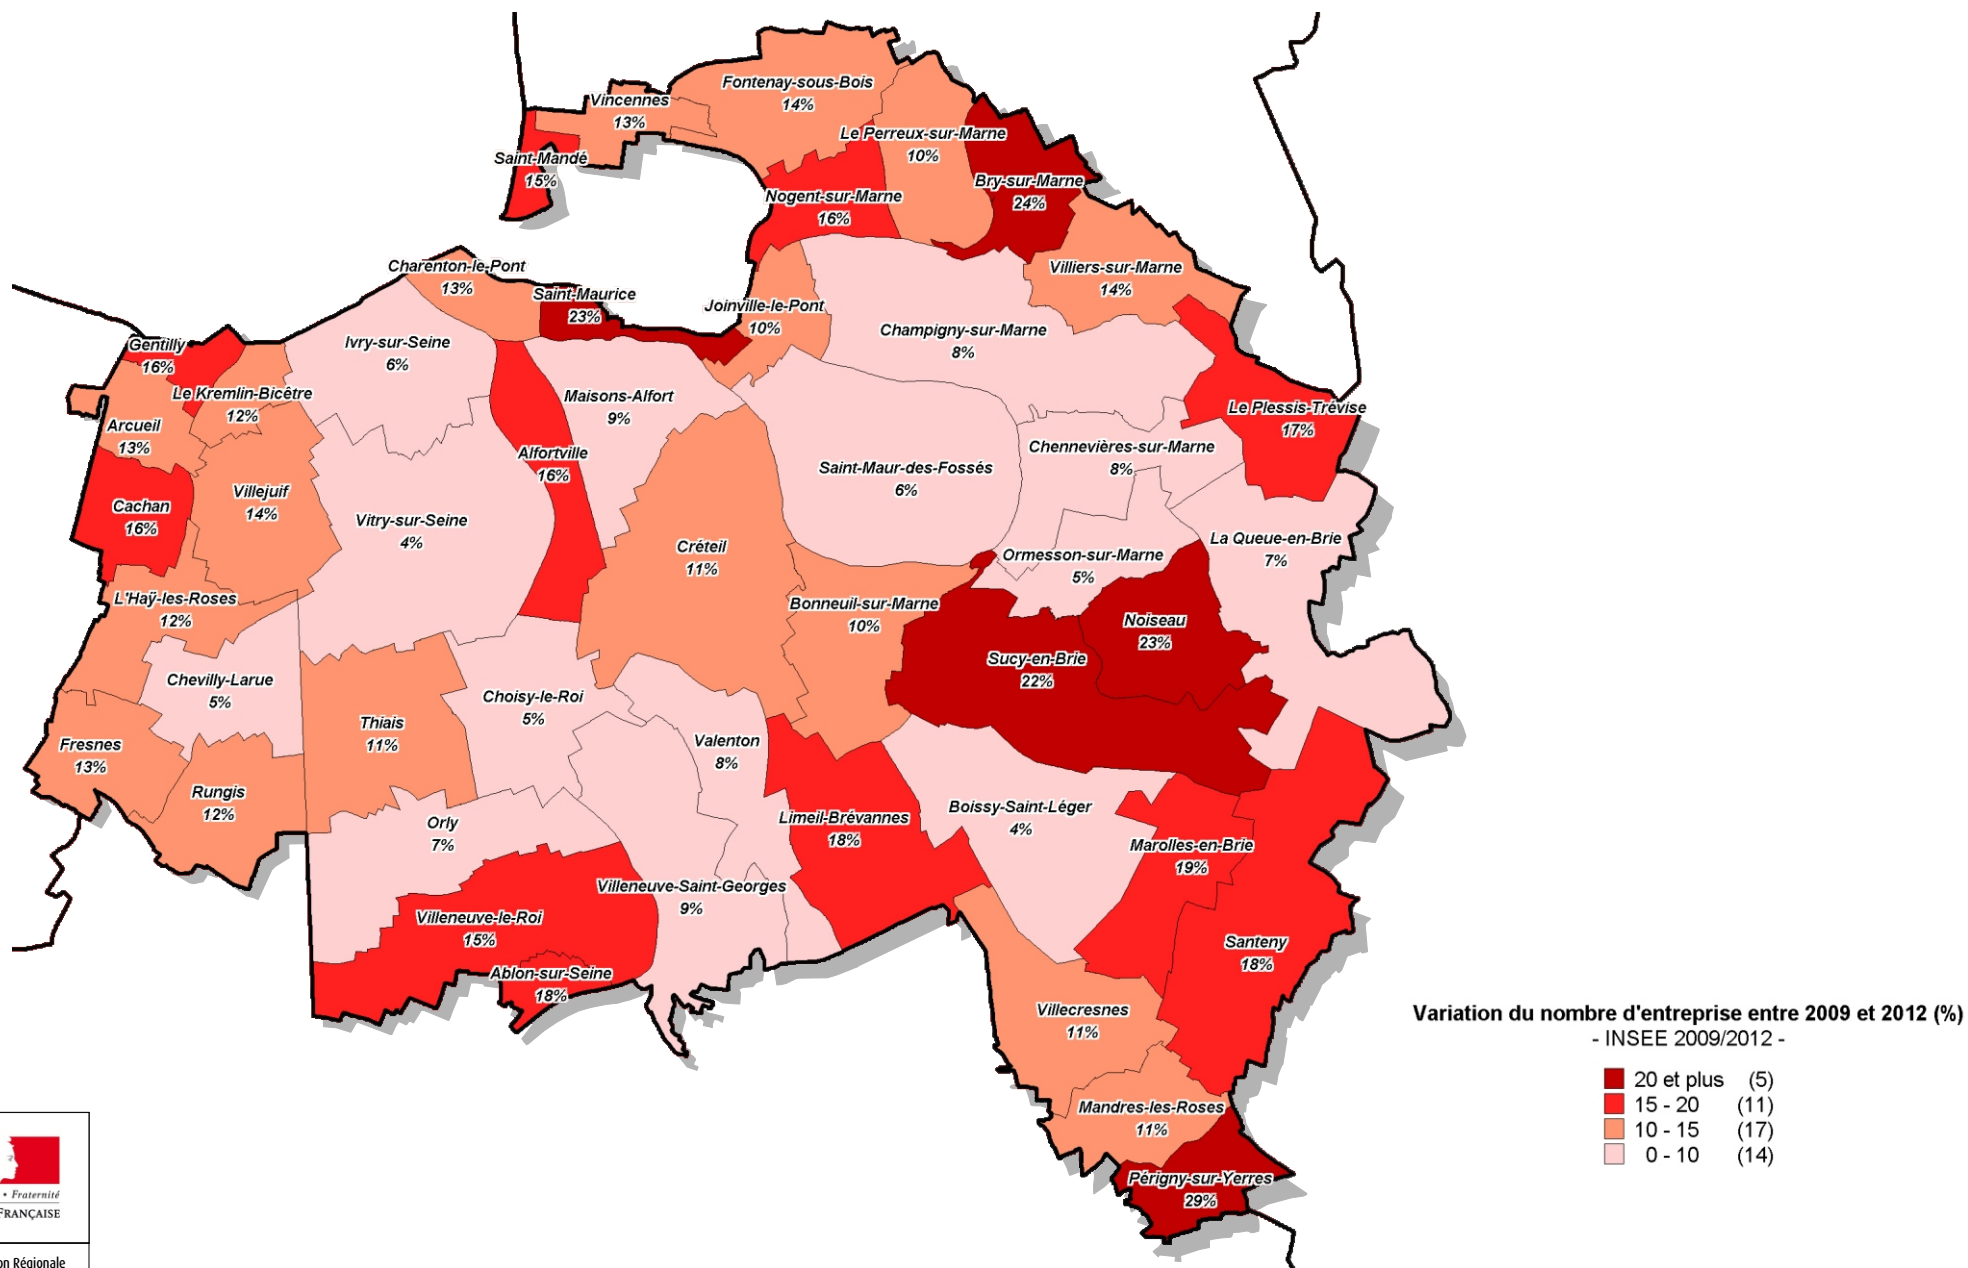 Fontenay-sous-Bois
14%
Vincennes
13%
Le Perreux-sur-Marne
10%
Saint-Mandé
15%
Bry-sur-Marne
24%
Nogent-sur-Marne
16%
Charenton-le-Pont
13%
Villiers-sur-Marne
14%
Saint-Maurice
23%
Joinville-le-Pont
10%
Champigny-sur-Marne
8%
Gentilly
16%
Ivry-sur-Seine
6%
Le Kremlin-Bicêtre
12%
Maisons-Alfort
9%
Le Plessis-Trévise
17%
Arcueil
13%
Chennevières-sur-Marne
8%
Alfortville
16%
Saint-Maur-des-Fossés
6%
Villejuif
14%
Cachan
16%
Vitry-sur-Seine
4%
La Queue-en-Brie
7%
Créteil
11%
Ormesson-sur-Marne
5%
L'Haÿ-les-Roses
12%
Bonneuil-sur-Marne
10%
Noiseau
23%
Sucy-en-Brie
22%
Chevilly-Larue
5%
Choisy-le-Roi
5%
Thiais
11%
Fresnes
13%
Valenton
8%
Rungis
12%
Boissy-Saint-Léger
4%
Limeil-Brévannes
18%
Orly
7%
Marolles-en-Brie
19%
Villeneuve-Saint-Georges
9%
Villeneuve-le-Roi
15%
Santeny
18%
Ablon-sur-Seine
18%
Villecresnes
11%
Mandres-les-Roses
11%
Périgny-sur-Yerres
29%
Variation du nombre d'entreprise entre 2009 et 2012 (%)
- INSEE 2009/2012 -
20 et plus (5)
15 - 20 (11)
10 - 15 (17)
0 - 10 (14)
• Fraternité
FRANÇAISE
on Régionale